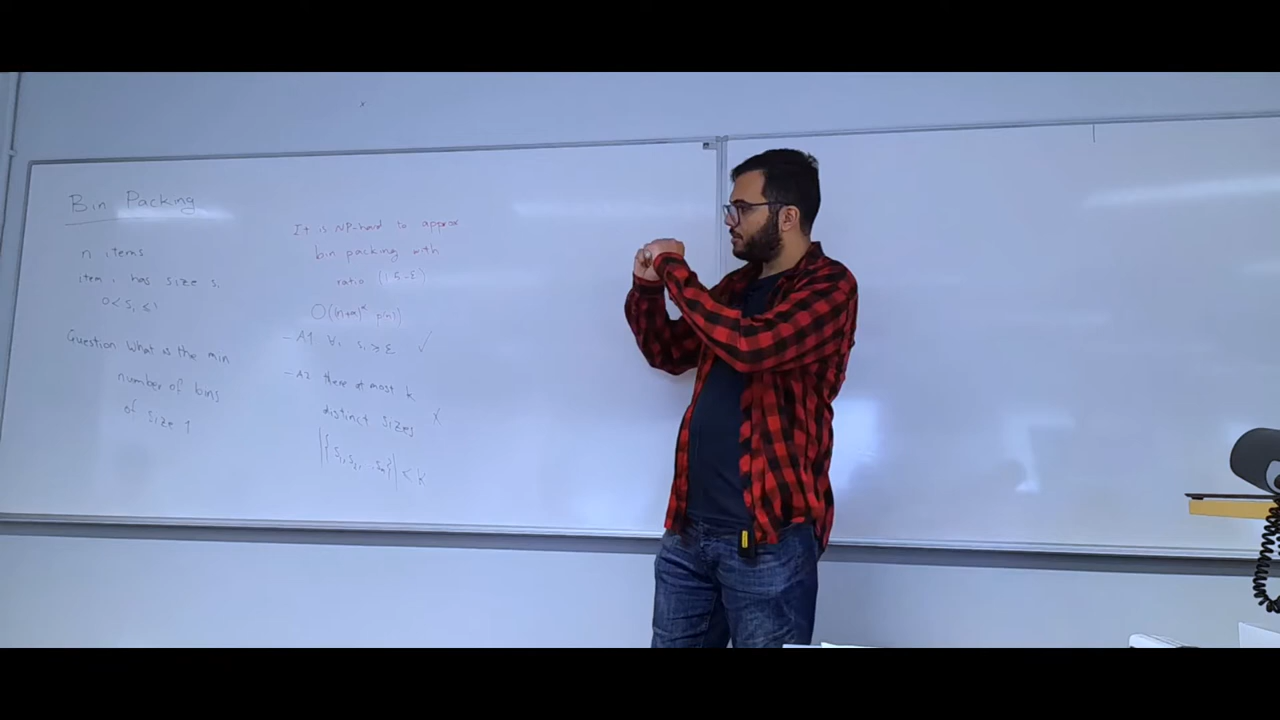 Bin Packing
n items
item i has size si
0 < si ≤ 1
Question What is the min
number of bins
of size 1
It is NP-hard to approx
bin packing with
ratio (1.5-ε)
- A1 ∀i si ≥ ε ✓
- A2 there at most k
distinct sizes x
|{s1, s2, ..., sn}| < k